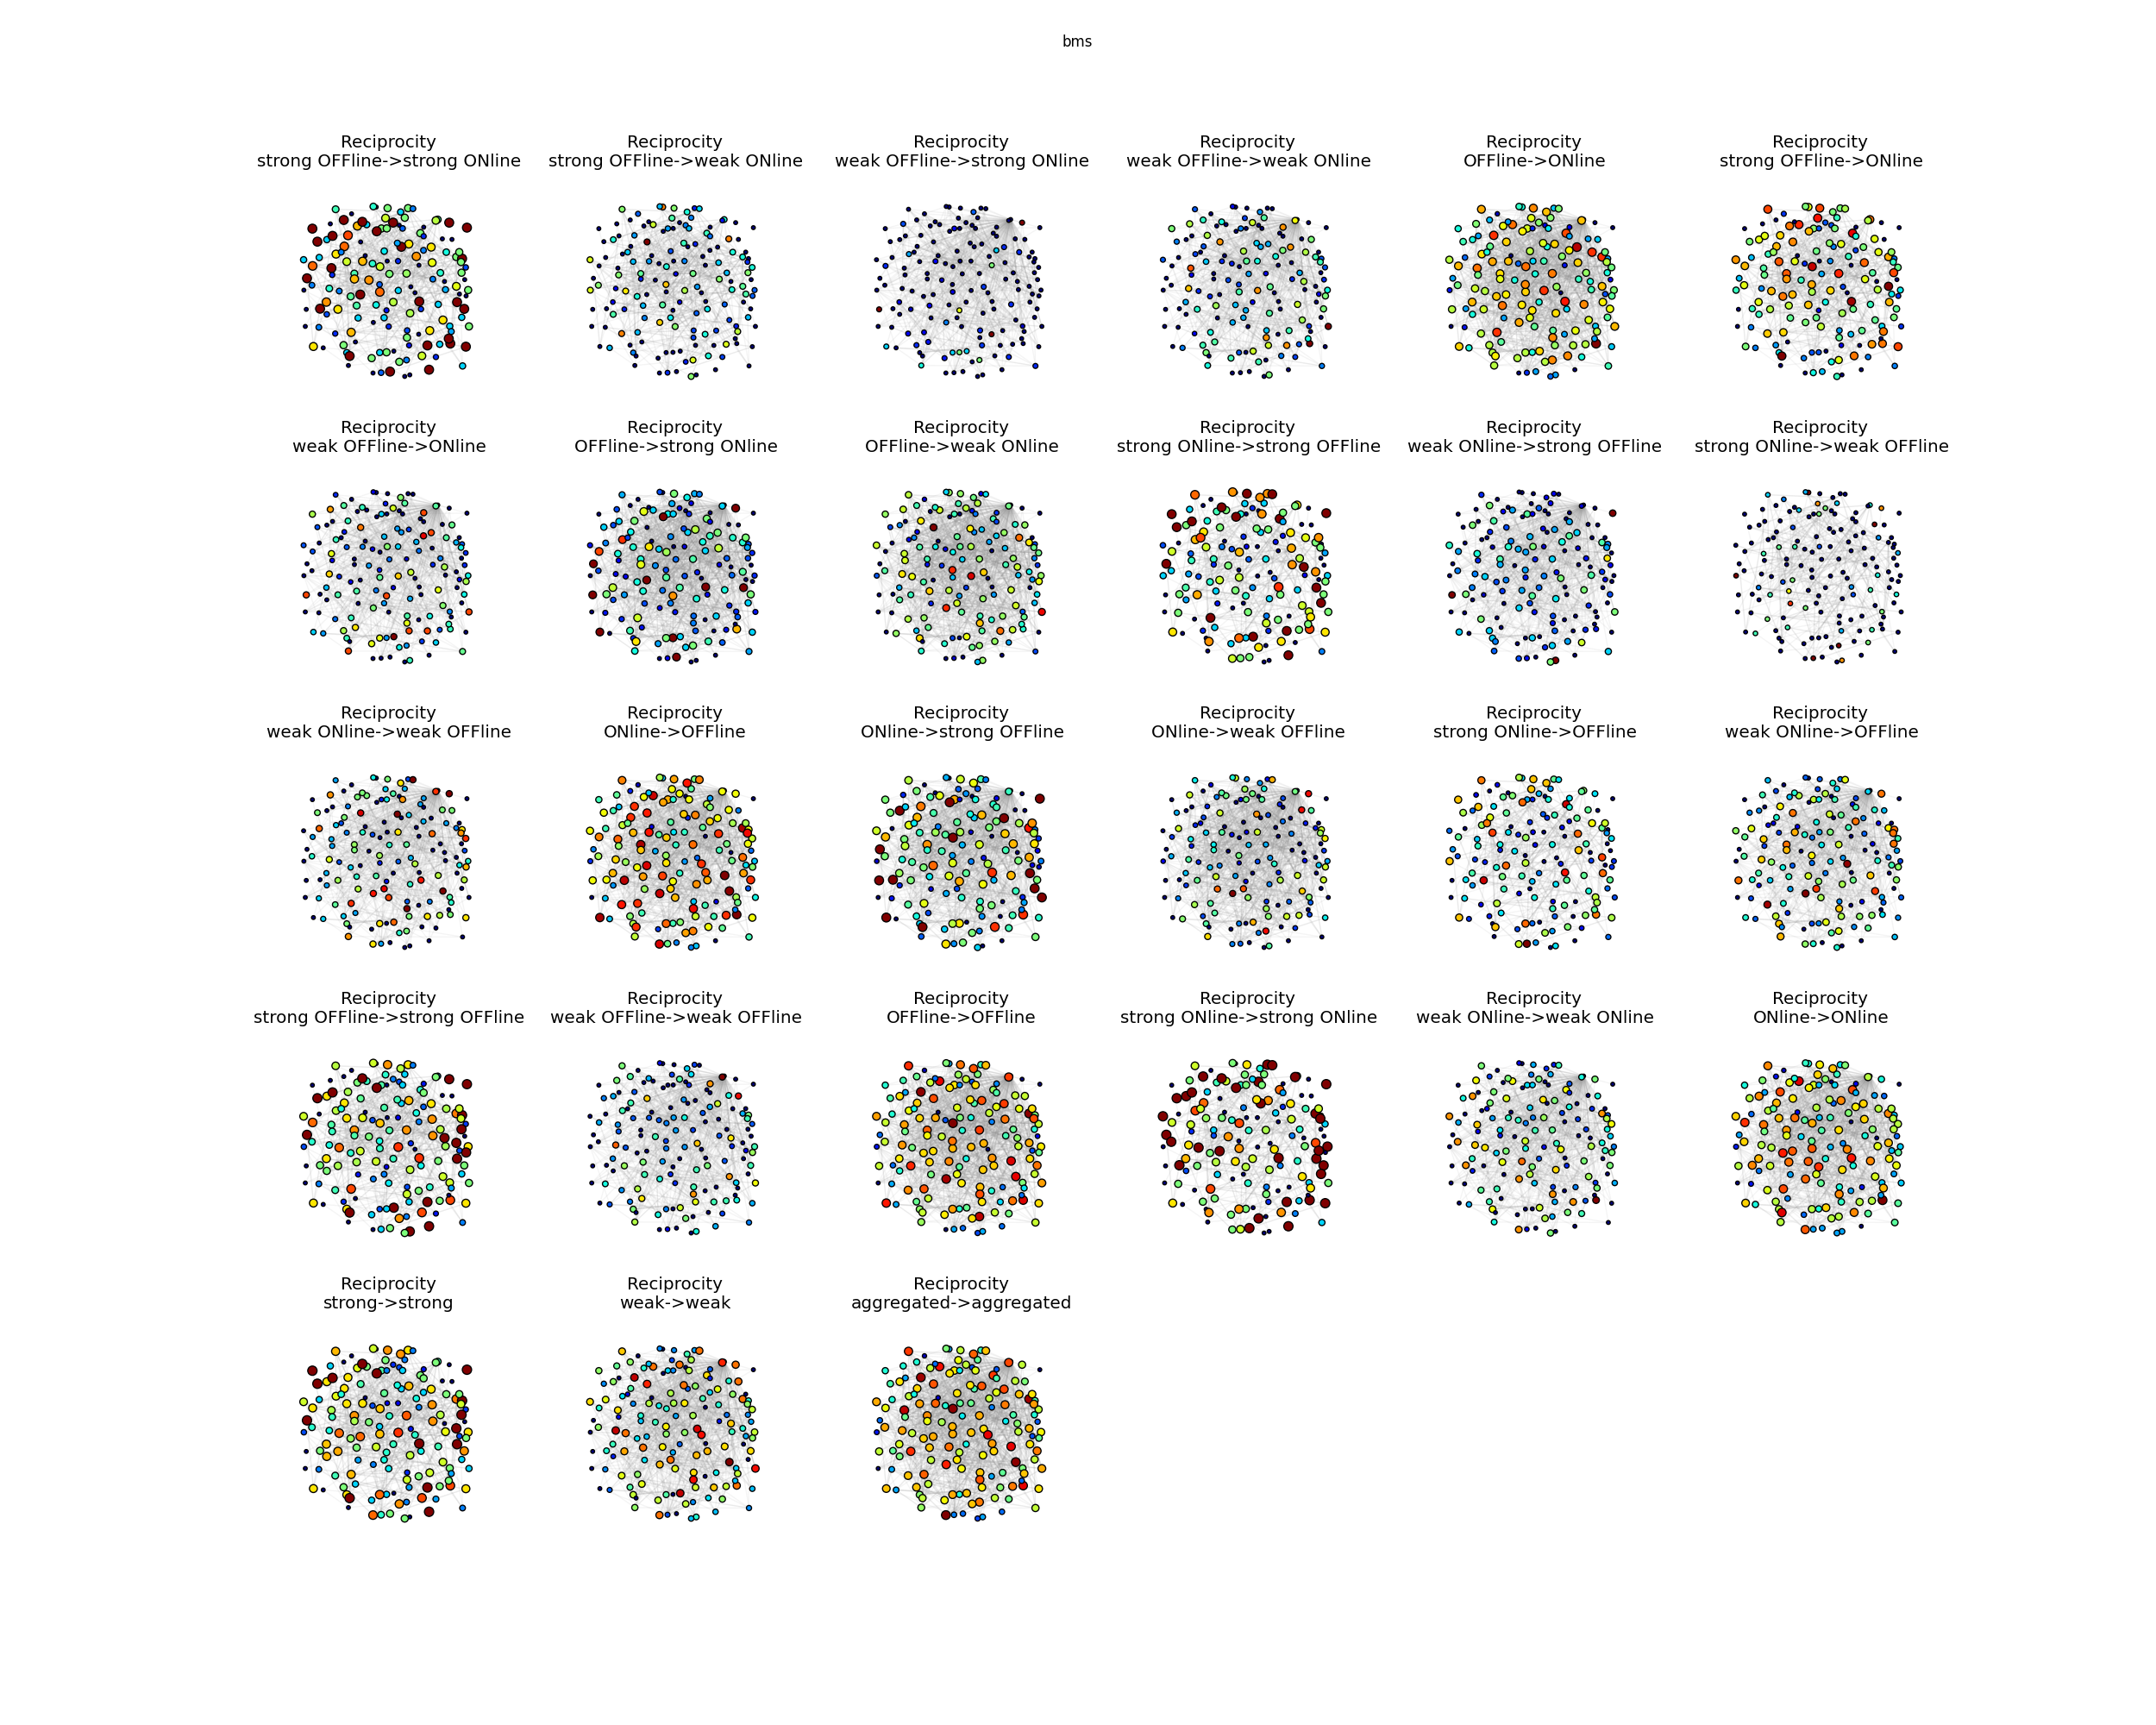 bms
Reciprocity
strong OFFline->strong ONline
Reciprocity
strong OFFline->weak ONline
Reciprocity
weak OFFline->strong ONline
Reciprocity
weak OFFline->weak ONline
Reciprocity
OFFline->ONline
Reciprocity
strong OFFline->ONline
Reciprocity
weak OFFline->ONline
Reciprocity
OFFline->strong ONline
Reciprocity
OFFline->weak ONline
Reciprocity
strong ONline->strong OFFline
Reciprocity
weak ONline->strong OFFline
Reciprocity
strong ONline->weak OFFline
Reciprocity
weak ONline->weak OFFline
Reciprocity
ONline->OFFline
Reciprocity
ONline->strong OFFline
Reciprocity
ONline->weak OFFline
Reciprocity
strong ONline->OFFline
Reciprocity
weak ONline->OFFline
Reciprocity
strong OFFline->strong OFFline
Reciprocity
weak OFFline->weak OFFline
Reciprocity
OFFline->OFFline
Reciprocity
strong ONline->strong ONline
Reciprocity
weak ONline->weak ONline
Reciprocity
ONline->ONline
Reciprocity
strong->strong
Reciprocity
weak->weak
Reciprocity
aggregated->aggregated